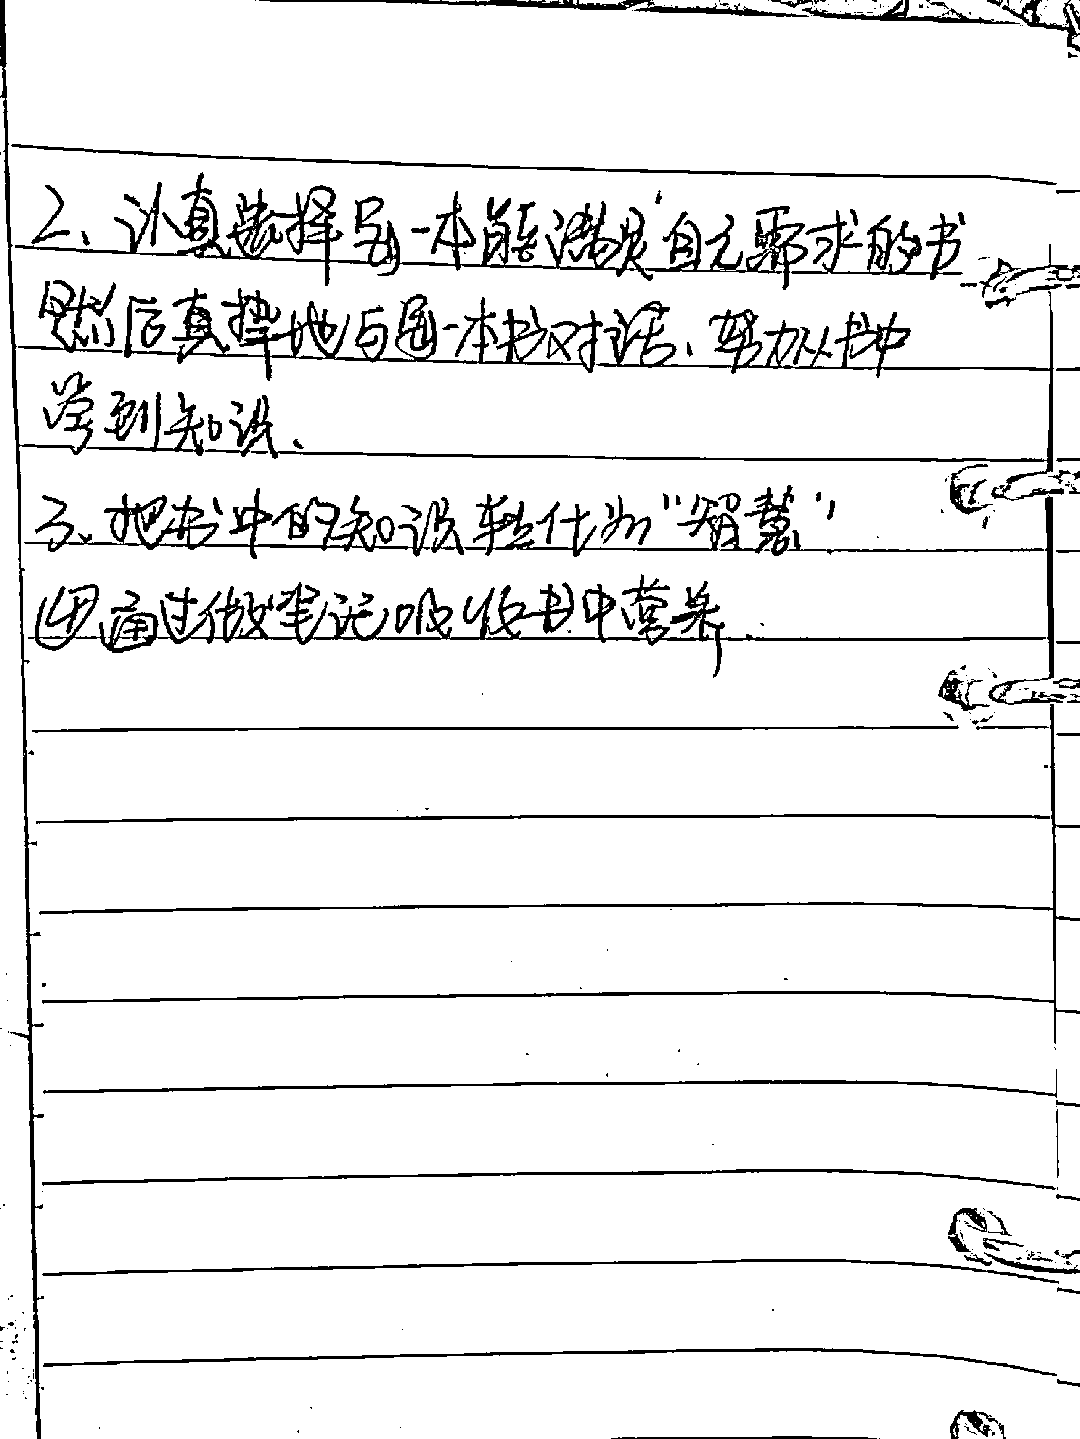 2、认真选择每一本能满足自己需求的书
然后真挚地与每一本书对话、努力从书中
学到知识、
3、把书中的知识转化为"智慧"
④通过做笔记吸收书中营养.